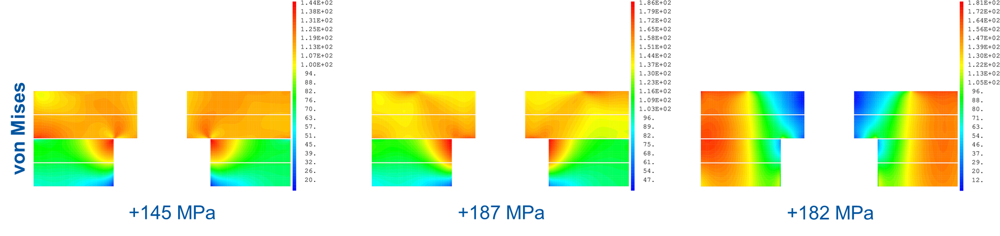 von Mises
1.44E+02
1.38E+02
1.31E+02
1.25E+02
1.19E+02
1.13E+02
1.07E+02
1.00E+02
94.
88.
82.
76.
70.
63.
57.
51.
45.
39.
32.
26.
20.
+145 MPa
1.86E+02
1.79E+02
1.72E+02
1.65E+02
1.58E+02
1.51E+02
1.44E+02
1.37E+02
1.30E+02
1.23E+02
1.16E+02
1.09E+02
1.03E+02
96.
89.
82.
75.
68.
61.
54.
47.
+187 MPa
1.81E+02
1.72E+02
1.64E+02
1.56E+02
1.47E+02
1.39E+02
1.30E+02
1.22E+02
1.13E+02
1.05E+02
96.
88.
80.
71.
63.
54.
46.
37.
29.
20.
12.
+182 MPa